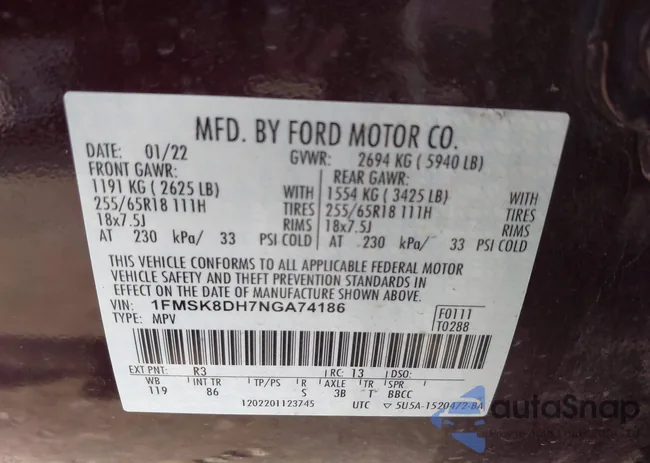 MFD. BY FORD MOTOR CO.
DATE: 01/22 GVWR: 2694 KG ( 5940 LB)
FRONT GAWR: REAR GAWR:
1191 KG ( 2625 LB) WITH 1554 KG ( 3425 LB) WITH
255/65R18 111H TIRES 255/65R18 111H TIRES
18x7.5J RIMS 18x7.5J RIMS
AT 230 kPa/ 33 PSI COLD AT 230 kPa/ 33 PSI COLD
THIS VEHICLE CONFORMS TO ALL APPLICABLE FEDERAL MOTOR
VEHICLE SAFETY AND THEFT PREVENTION STANDARDS IN
EFFECT ON THE DATE OF MANUFACTURE SHOWN ABOVE.
VIN: 1FMSK8DH7NGA74186 F0111
TYPE: MPV T0288
EXT PNT: R3 RC: 13 DSO:
WB INT TR TP/PS R AXLE TR SPR
119 86 S 3B T BBCC
1202201123745 UTC 5U5A-1520472-BA
autoSnap